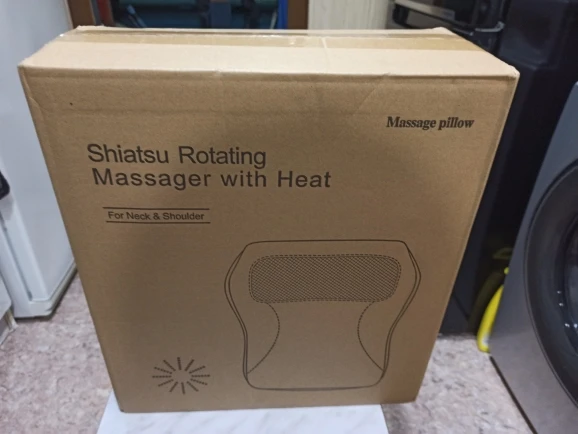 Massage pillow
Shiatsu Rotating
Massager with Heat
For Neck & Shoulder